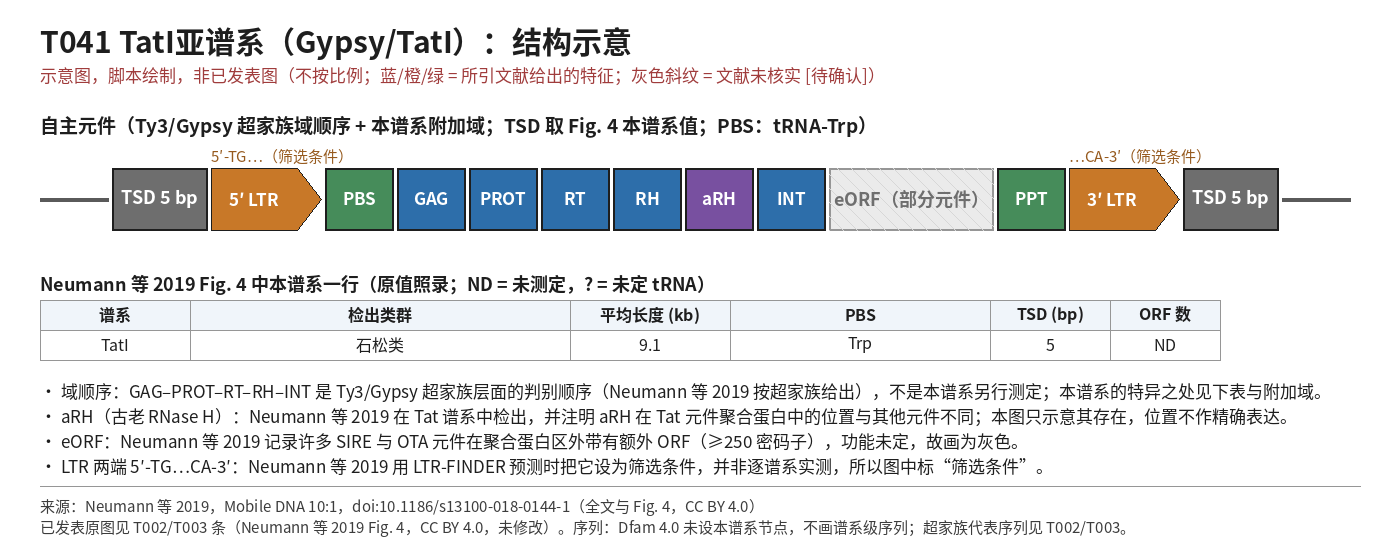 T041 TatI亚谱系（Gypsy/TatI）：结构示意
示意图，脚本绘制，非已发表图（不按比例；蓝/橙/绿 = 所引文献给出的特征；灰色斜纹 = 文献未核实 [待确认]）
自主元件（Ty3/Gypsy 超家族域顺序 + 本谱系附加域；TSD 取 Fig. 4 本谱系值；PBS：tRNA-Trp）
5′-TG…（筛选条件） …CA-3′（筛选条件）
TSD 5 bp 5′ LTR PBS GAG PROT RT RH aRH INT eORF（部分元件） PPT 3′ LTR TSD 5 bp
Neumann 等 2019 Fig. 4 中本谱系一行（原值照录；ND = 未测定，? = 未定 tRNA）
谱系 检出类群 平均长度 (kb) PBS TSD (bp) ORF 数
TatI 石松类 9.1 Trp 5 ND
· 域顺序：GAG–PROT–RT–RH–INT 是 Ty3/Gypsy 超家族层面的判别顺序（Neumann 等 2019 按超家族给出），不是本谱系另行测定；本谱系的特异之处见下表与附加域。
· aRH（古老 RNase H）：Neumann 等 2019 在 Tat 谱系中检出，并注明 aRH 在 Tat 元件聚合蛋白中的位置与其他元件不同；本图只示意其存在，位置不作精确表达。
· eORF：Neumann 等 2019 记录许多 SIRE 与 OTA 元件在聚合蛋白区外带有额外 ORF（≥250 密码子），功能未定，故画为灰色。
· LTR 两端 5′-TG…CA-3′：Neumann 等 2019 用 LTR-FINDER 预测时把它设为筛选条件，并非逐谱系实测，所以图中标“筛选条件”。
来源：Neumann 等 2019，Mobile DNA 10:1，doi:10.1186/s13100-018-0144-1（全文与 Fig. 4，CC BY 4.0）
已发表原图见 T002/T003 条（Neumann 等 2019 Fig. 4，CC BY 4.0，未修改）。序列：Dfam 4.0 未设本谱系节点，不画谱系级序列；超家族代表序列见 T002/T003。